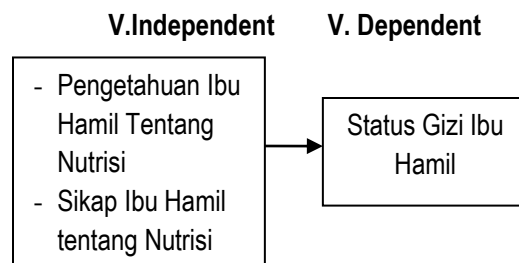 V.Independent V. Dependent
- Pengetahuan Ibu
Hamil Tentang
Nutrisi
- Sikap Ibu Hamil
tentang Nutrisi
Status Gizi Ibu
Hamil